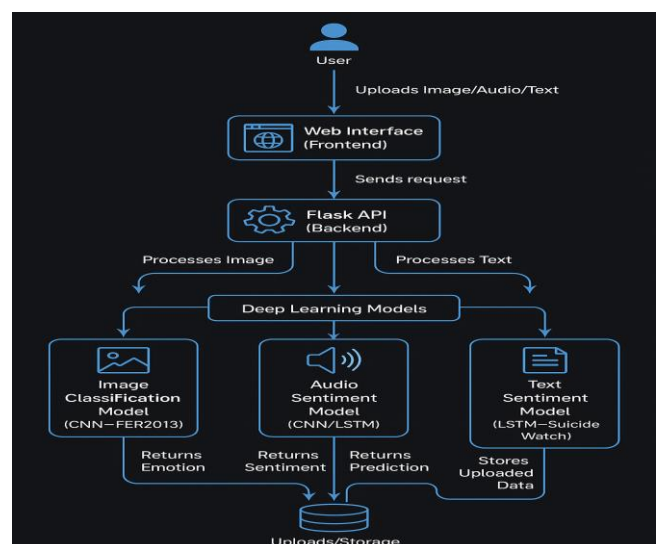 User
Uploads Image/Audio/Text
Web Interface
(Frontend)
Sends request
Flask API
(Backend)
Processes Image
Processes Text
Deep Learning Models
Image
ClassiFication
Model
(CNN–FER2013)
Audio
Sentiment
Model
(CNN/LSTM)
Text
Sentiment
Model
(LSTM–Suicide
Watch)
Returns
Emotion
Returns
Sentiment
Returns
Prediction
Stores
Uploaded
Data
Uploads/Storage